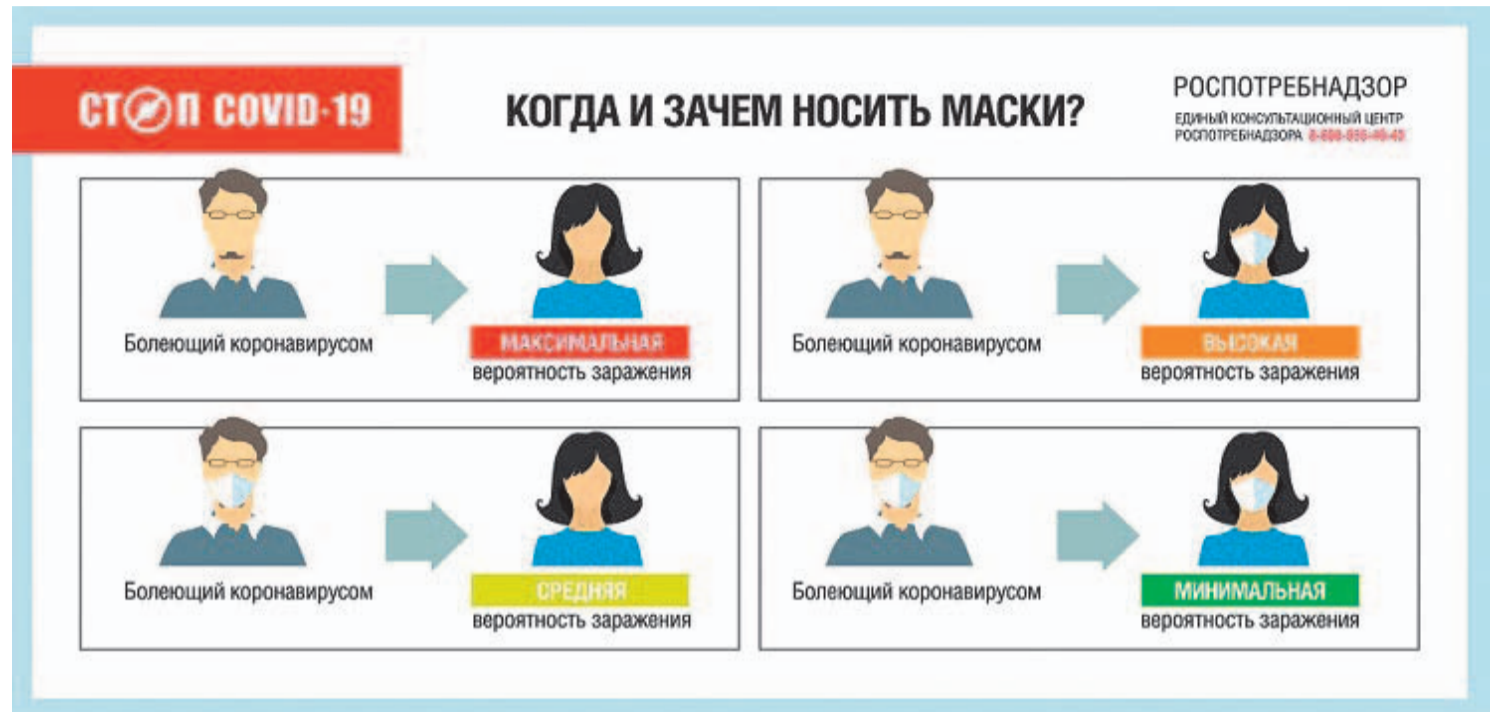 СТОП COVID-19
КОГДА И ЗАЧЕМ НОСИТЬ МАСКИ?
РОСПОТРЕБНАДЗОР
ЕДИНЫЙ КОНСУЛЬТАЦИОННЫЙ ЦЕНТР
РОСПОТРЕБНАДЗОРА
Болеющий коронавирусом
МАКСИМАЛЬНАЯ
вероятность заражения
Болеющий коронавирусом
ВЫСОКАЯ
вероятность заражения
Болеющий коронавирусом
СРЕДНЯЯ
вероятность заражения
Болеющий коронавирусом
МИНИМАЛЬНАЯ
вероятность заражения